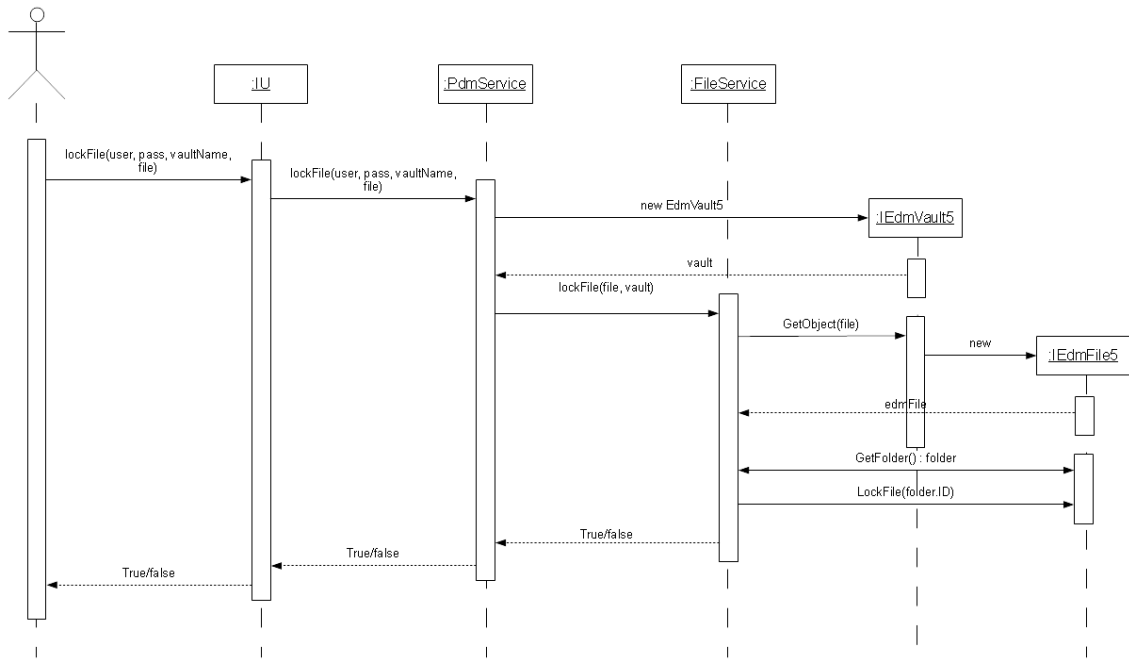 :IU
:PdmService
:FileService
lockFile(user, pass, vaultName,
file)
lockFile(user, pass, vaultName,
file)
new EdmVault5
:IEdmVault5
vault
lockFile(file, vault)
GetObject(file)
new
:IEdmFile5
edmFile
GetFolder() : folder
LockFile(folder.ID)
True/false
True/false
True/false